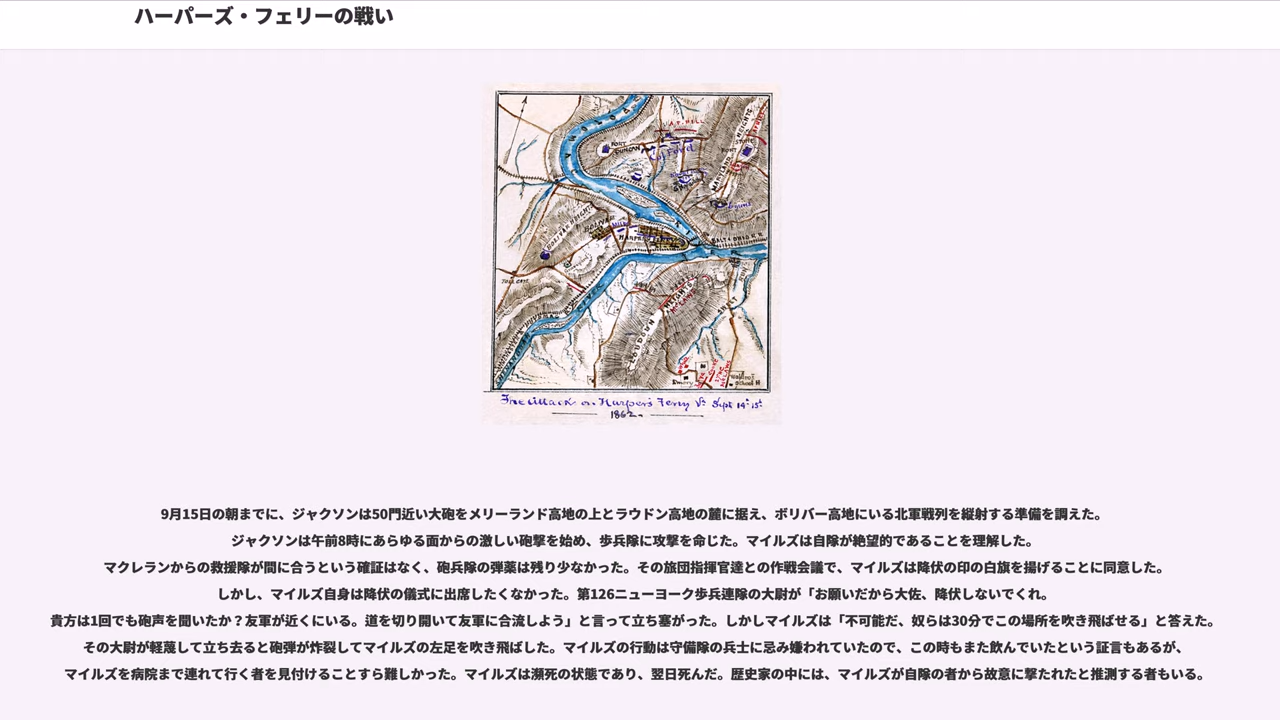 ハーパーズ・フェリーの戦い
FORT DUNCAN
A.P. HILL
BOLIVAR HEIGHTS
MARYLAND HEIGHTS
HARPERS FERRY
LOUDOUN HEIGHTS
The Attack on Harper's Ferry Va Sept 14-15th
1862.
9月15日の朝までに、ジャクソンは50門近い大砲をメリーランド高地の上とラウドン高地の麓に据え、ボリバー高地にいる北軍戦列を縦射する準備を調えた。
ジャクソンは午前8時にあらゆる面からの激しい砲撃を始め、歩兵隊に攻撃を命じた。マイルズは自隊が絶望的であることを理解した。
マクレランからの救援隊が間に合うという確証はなく、砲兵隊の弾薬は残り少なかった。その旅団指揮官達との作戦会議で、マイルズは降伏の印の白旗を揚げることに同意した。
しかし、マイルズ自身は降伏の儀式に出席したくなかった。第126ニューヨーク歩兵連隊の大尉が「お願いだから大佐、降伏しないでくれ。
貴方は1回でも砲声を聞いたか？友軍が近くにいる。道を切り開いて友軍に合流しよう」と言って立ち塞がった。しかしマイルズは「不可能だ、奴らは30分でこの場所を吹き飛ばせる」と答えた。
その大尉が軽蔑して立ち去ると砲弾が炸裂してマイルズの左足を吹き飛ばした。マイルズの行動は守備隊の兵士に忌み嫌われていたので、この時もまた飲んでいたという証言もあるが、
マイルズを病院まで連れて行く者を見付けることすら難しかった。マイルズは瀕死の状態であり、翌日死んだ。歴史家の中には、マイルズが自隊の者から故意に撃たれたと推測する者もいる。